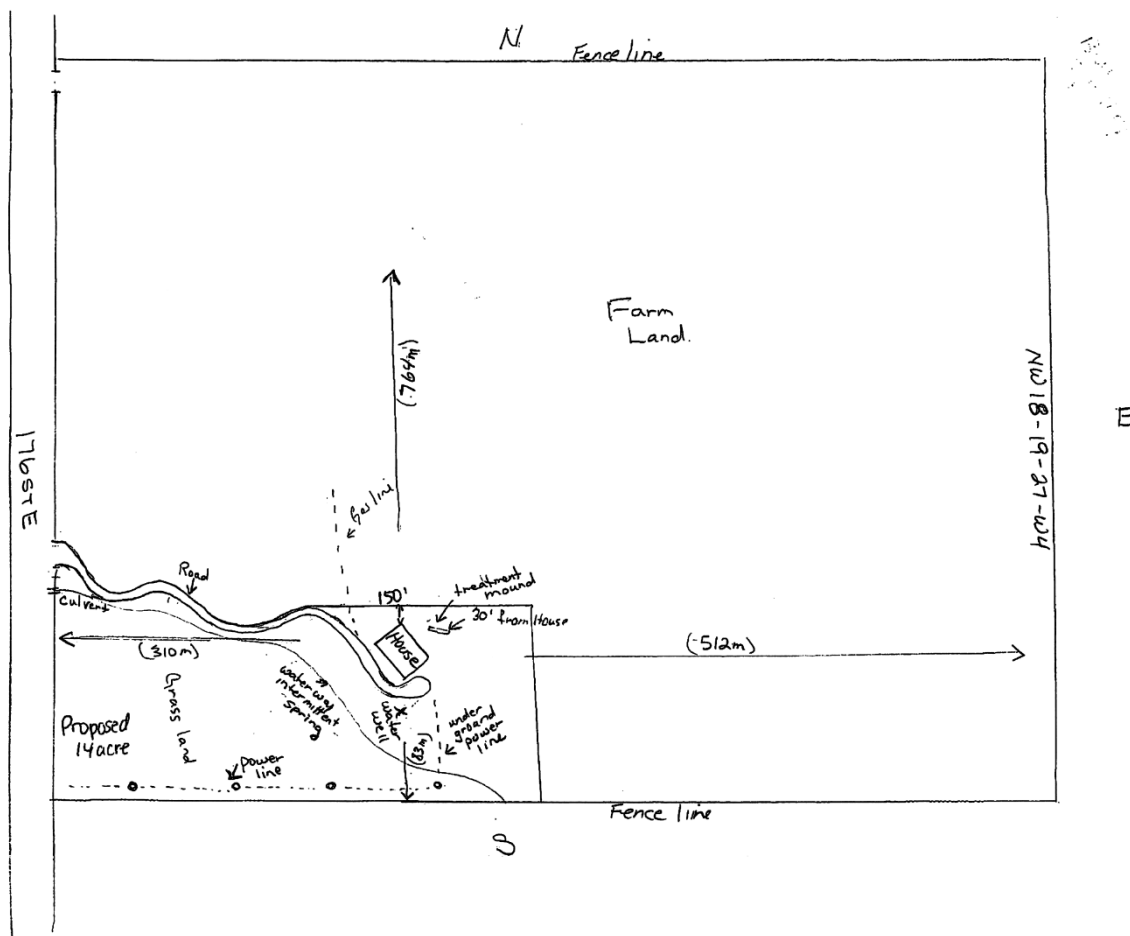 N
Fence line
Farm
Land.
(764m)
NW 18-19-27-W4
E
176 ST E
Gas line
Road
Culvert
150'
treatment
mound
30' from House
House
(310m)
(512m)
Grass land
water way
intermittent
spring
water
well
(83m)
under
ground
power
line
Proposed
14 acre
power
line
Fence line
S